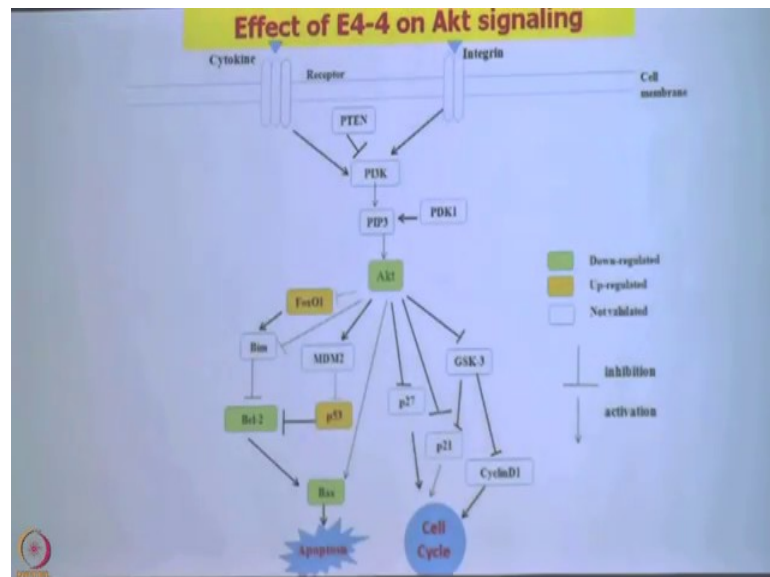 Effect of E4-4 on Akt signaling
Cytokine
Integrin
Receptor
Cell
membrane
PTEN
PI3K
PIP3
PDK1
Akt
Down-regulated
Up-regulated
Not validated
FoxO1
Bim
MDM2
GSK-3
inhibition
p27
activation
Bcl-2
p53
p21
CyclinD1
Bax
Apoptosis
Cell
Cycle